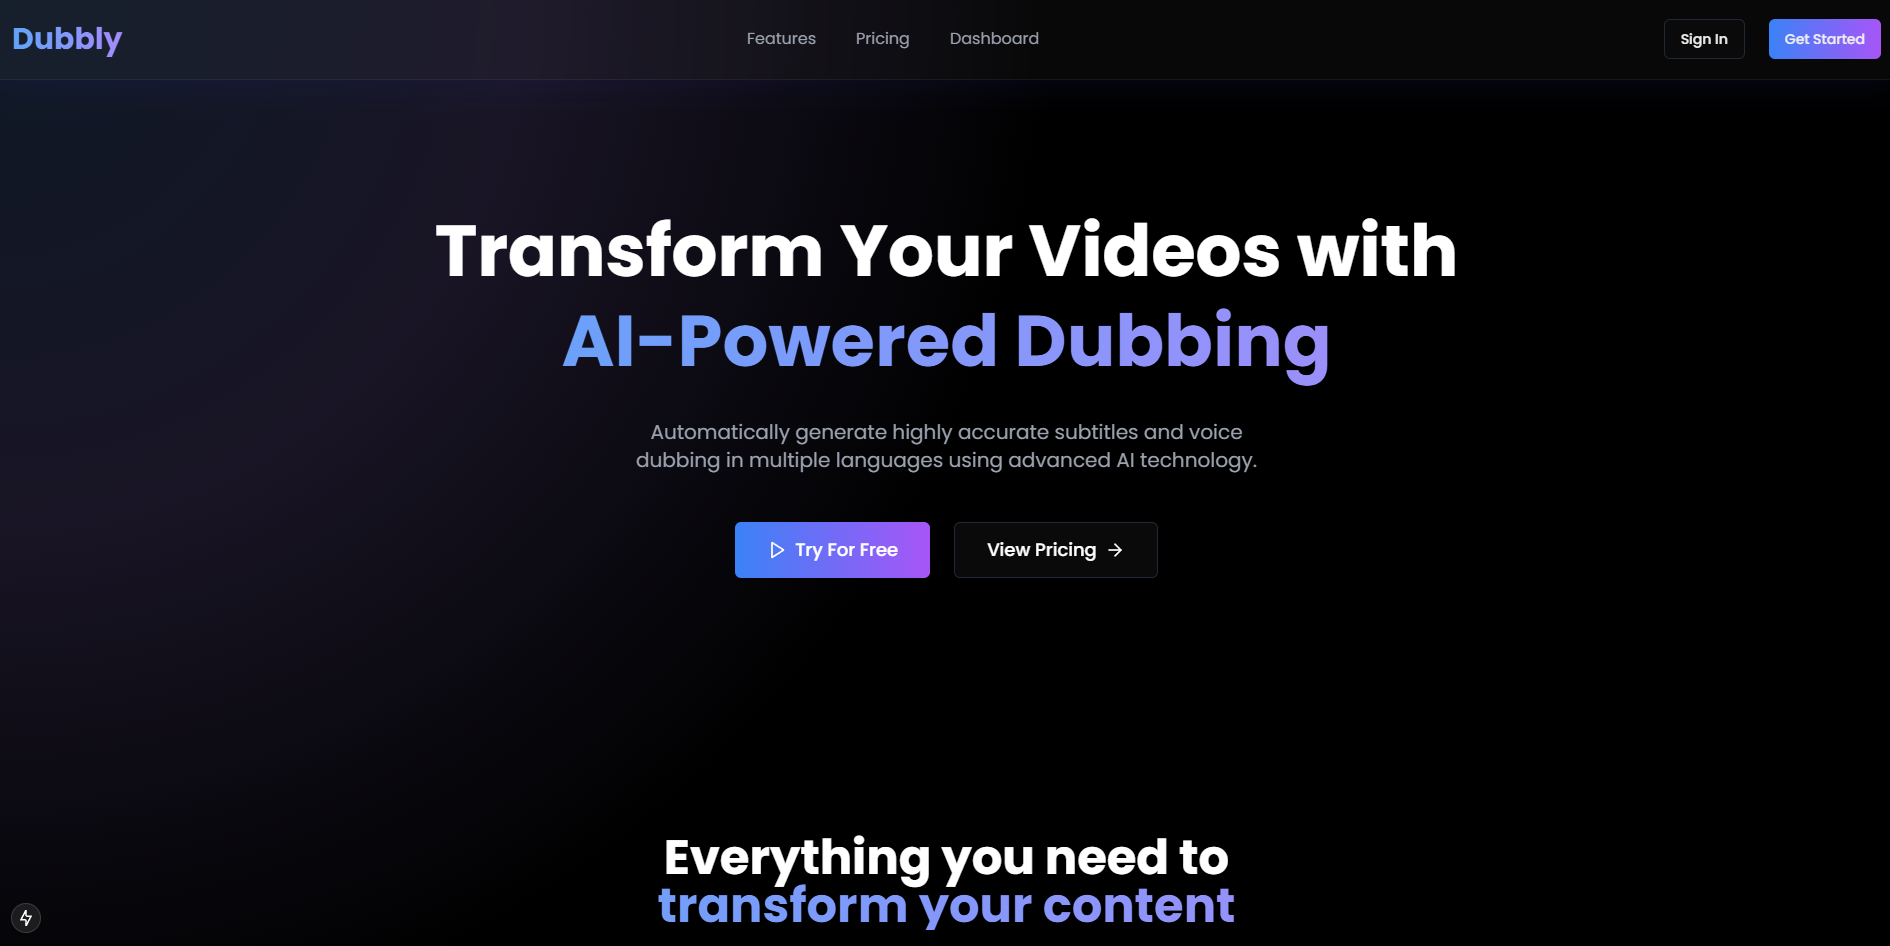 Dubbly
Features
Pricing
Dashboard
Sign In
Get Started
Transform Your Videos with
AI-Powered Dubbing
Automatically generate highly accurate subtitles and voice
dubbing in multiple languages using advanced AI technology.
Try For Free
View Pricing
Everything you need to
transform your content